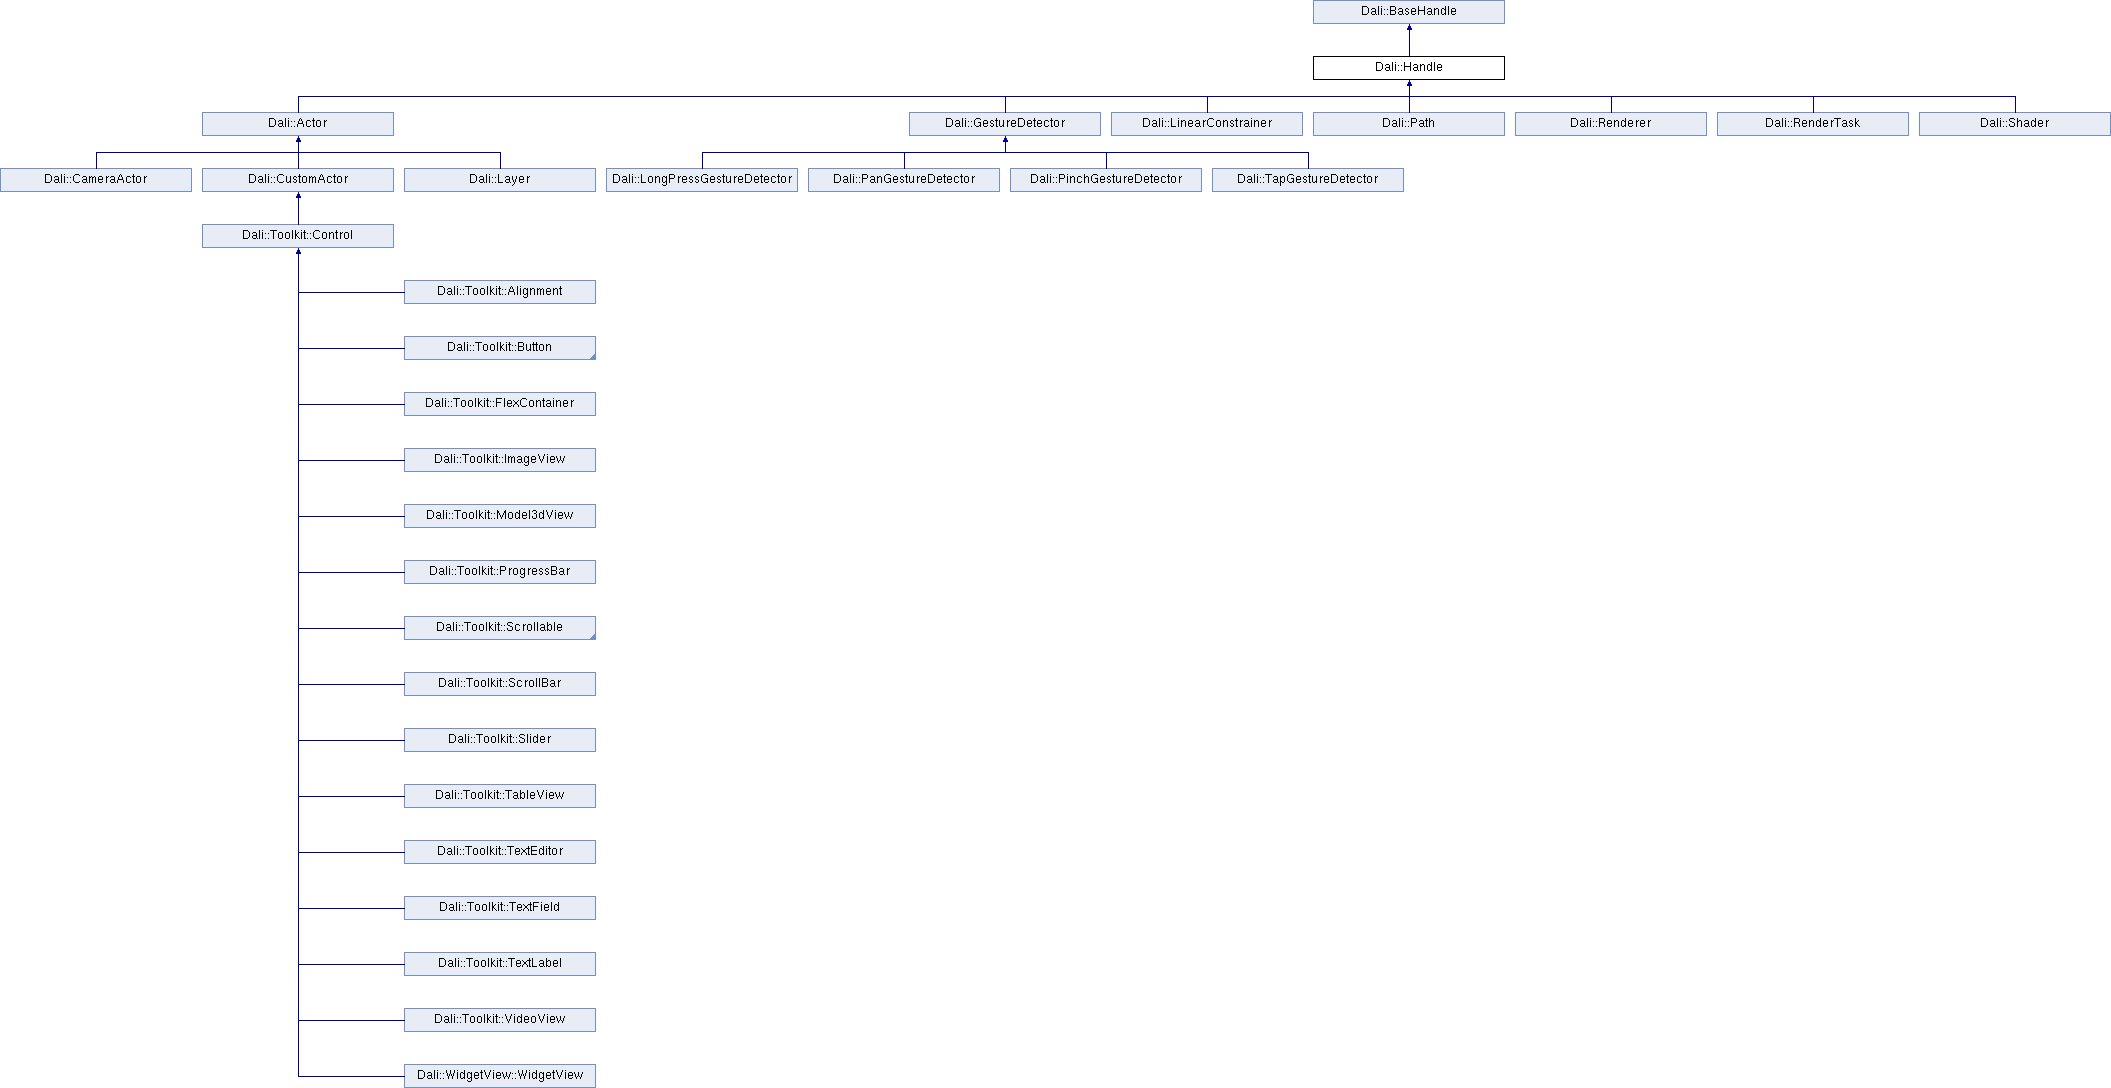 Dali::BaseHandle
Dali::Handle
Dali::Actor
Dali::GestureDetector
Dali::LinearConstrainer
Dali::Path
Dali::Renderer
Dali::RenderTask
Dali::Shader
Dali::CameraActor
Dali::CustomActor
Dali::Layer
Dali::LongPressGestureDetector
Dali::PanGestureDetector
Dali::PinchGestureDetector
Dali::TapGestureDetector
Dali::Toolkit::Control
Dali::Toolkit::Alignment
Dali::Toolkit::Button
Dali::Toolkit::FlexContainer
Dali::Toolkit::ImageView
Dali::Toolkit::Model3dView
Dali::Toolkit::ProgressBar
Dali::Toolkit::Scrollable
Dali::Toolkit::ScrollBar
Dali::Toolkit::Slider
Dali::Toolkit::TableView
Dali::Toolkit::TextEditor
Dali::Toolkit::TextField
Dali::Toolkit::TextLabel
Dali::Toolkit::VideoView
Dali::WidgetView::WidgetView